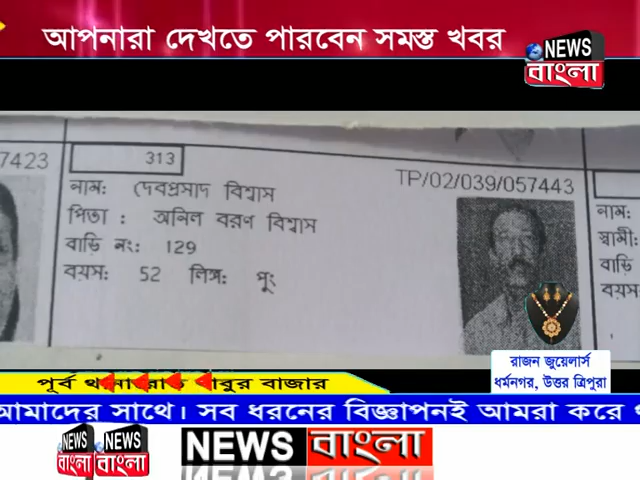 আপনারা দেখতে পারবেন সমস্ত খবর
NEWS
বাংলা
7423
313
TP/02/039/057443
নাম: দেবপ্রসাদ বিশ্বাস
পিতা : অনিল বরণ বিশ্বাস
বাড়ি নং: 129
বয়স: 52 লিঙ্গ: পুং
নাম:
স্বামী:
বাড়ি
বয়স
রাজন জুয়েলার্স
ধর্মনগর, উত্তর ত্রিপুরা
পূর্ব বাবুর বাজার
আমাদের সাথে। সব ধরনের বিজ্ঞাপনই আমরা করে
NEWS NEWS
বাংলা বাংলা
NEWS বাংলা